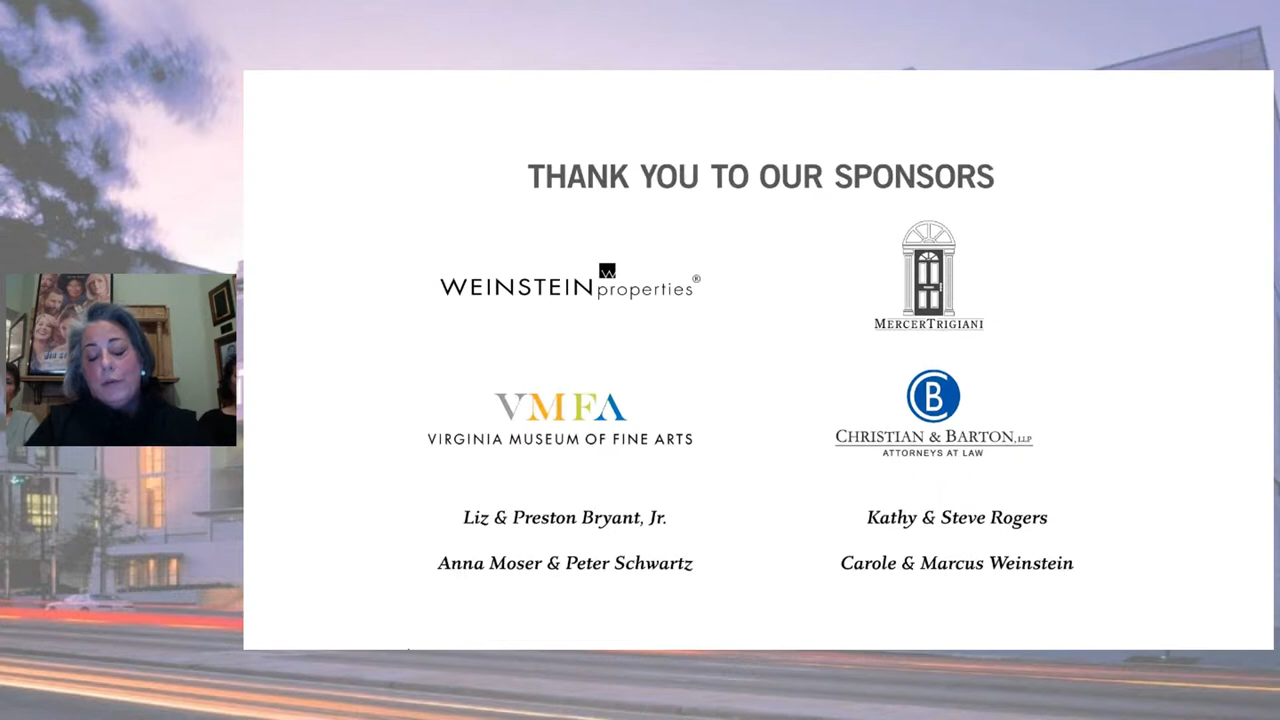 THANK YOU TO OUR SPONSORS
W
WEINSTEIN properties®
MERCERTRIGIANI
VMFA
VIRGINIA MUSEUM OF FINE ARTS
CB
CHRISTIAN & BARTON, LLP
ATTORNEYS AT LAW
Liz & Preston Bryant, Jr.
Kathy & Steve Rogers
Anna Moser & Peter Schwartz
Carole & Marcus Weinstein